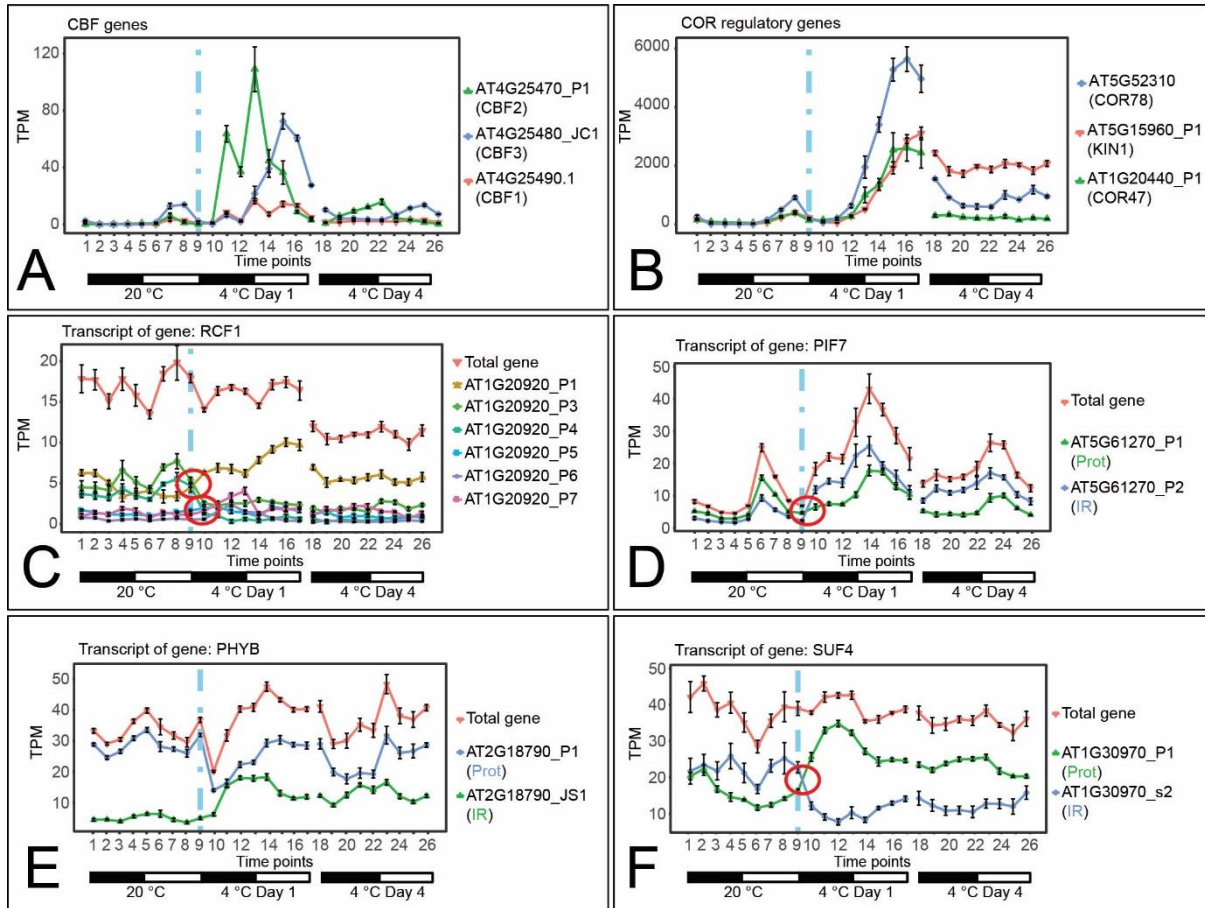 CBF genes
120
80
40
0
TPM
AT4G25470_P1
(CBF2)
AT4G25480_JC1
(CBF3)
AT4G25490.1
(CBF1)
1 2 3 4 5 6 7 8 9 10 12 14 16 18 20 22 24 26
Time points
20 °C 4 °C Day 1 4 °C Day 4
A
COR regulatory genes
6000
4000
2000
0
TPM
AT5G52310
(COR78)
AT5G15960_P1
(KIN1)
AT1G20440_P1
(COR47)
1 2 3 4 5 6 7 8 9 10 12 14 16 18 20 22 24 26
Time points
20 °C 4 °C Day 1 4 °C Day 4
B
Transcript of gene: RCF1
20
15
10
5
0
TPM
Total gene
AT1G20920_P1
AT1G20920_P3
AT1G20920_P4
AT1G20920_P5
AT1G20920_P6
AT1G20920_P7
1 2 3 4 5 6 7 8 9 10 12 14 16 18 20 22 24 26
Time points
20 °C 4 °C Day 1 4 °C Day 4
C
Transcript of gene: PIF7
50
40
30
20
10
0
TPM
Total gene
AT5G61270_P1
(Prot)
AT5G61270_P2
(IR)
1 2 3 4 5 6 7 8 9 10 12 14 16 18 20 22 24 26
Time points
20 °C 4 °C Day 1 4 °C Day 4
D
Transcript of gene: PHYB
50
40
30
20
10
TPM
Total gene
AT2G18790_P1
(Prot)
AT2G18790_JS1
(IR)
1 2 3 4 5 6 7 8 9 10 12 14 16 18 20 22 24 26
Time points
20 °C 4 °C Day 1 4 °C Day 4
E
Transcript of gene: SUF4
50
40
30
20
10
TPM
Total gene
AT1G30970_P1
(Prot)
AT1G30970_s2
(IR)
1 2 3 4 5 6 7 8 9 10 12 14 16 18 20 22 24 26
Time points
20 °C 4 °C Day 1 4 °C Day 4
F